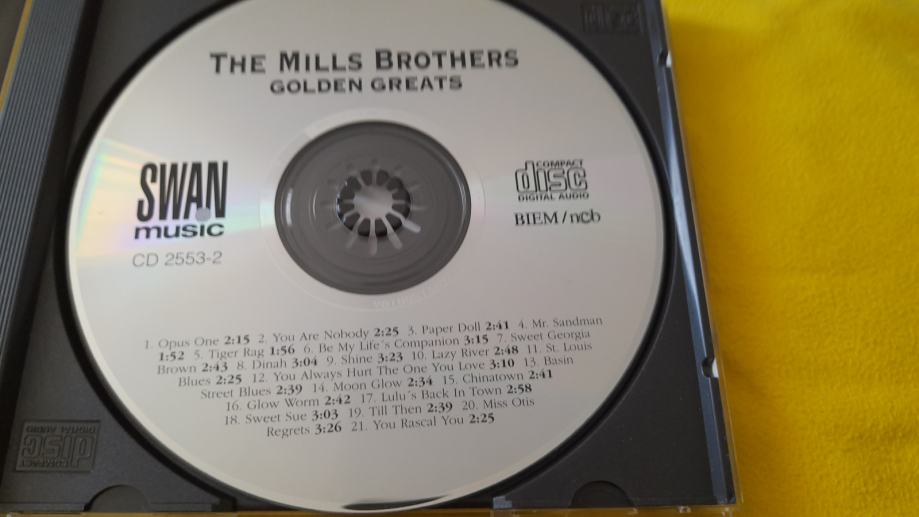 THE MILLS BROTHERS
GOLDEN GREATS
SWAN
music
CD 2553-2
COMPACT
disc
DIGITAL AUDIO
BIEM/ncb
1. Opus One 2:15 2. You Are Nobody 2:25 3. Paper Doll 2:41 4. Mr. Sandman
1:52 5. Tiger Rag 1:56 6. Be My Life´s Companion 3:15 7. Sweet Georgia
Brown 2:43 8. Dinah 3:04 9. Shine 3:23 10. Lazy River 2:48 11. St. Louis
Blues 2:25 12. You Always Hurt The One You Love 3:10 13. Basin
Street Blues 2:39 14. Moon Glow 2:34 15. Chinatown 2:41
16. Glow Worm 2:42 17. Lulu´s Back In Town 2:58
18. Sweet Sue 3:03 19. Till Then 2:39 20. Miss Otis
Regrets 3:26 21. You Rascal You 2:25
COMPACT
disc
DIGITAL AUDIO
disc